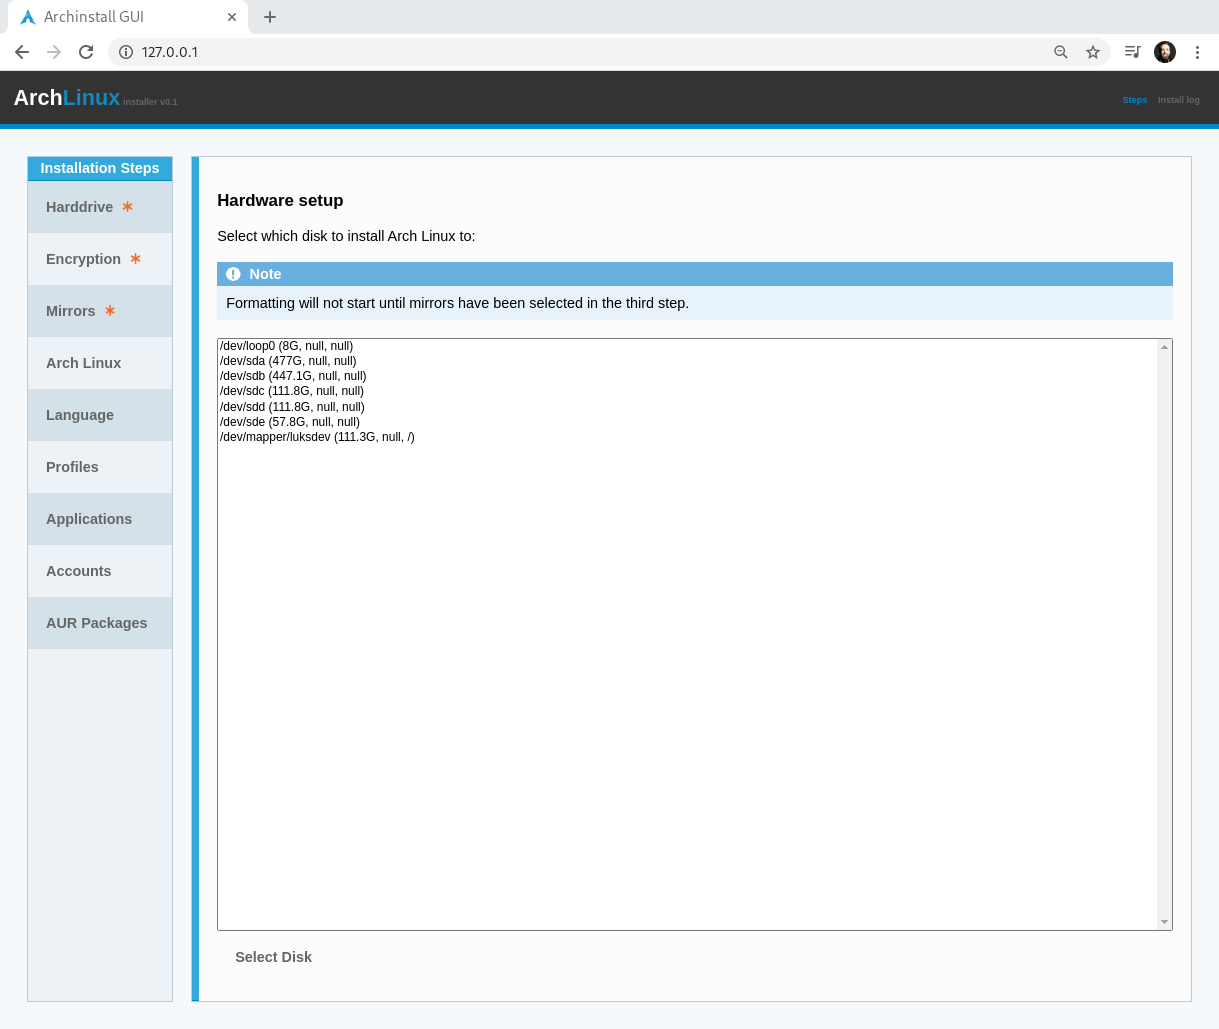 Archinstall GUI
127.0.0.1
ArchLinux installer v0.1
Steps Install log
Installation Steps
Harddrive *
Encryption *
Mirrors *
Arch Linux
Language
Profiles
Applications
Accounts
AUR Packages
Hardware setup
Select which disk to install Arch Linux to:
Note
Formatting will not start until mirrors have been selected in the third step.
/dev/loop0 (8G, null, null)
/dev/sda (477G, null, null)
/dev/sdb (447.1G, null, null)
/dev/sdc (111.8G, null, null)
/dev/sdd (111.8G, null, null)
/dev/sde (57.8G, null, null)
/dev/mapper/luksdev (111.3G, null, /)
Select Disk